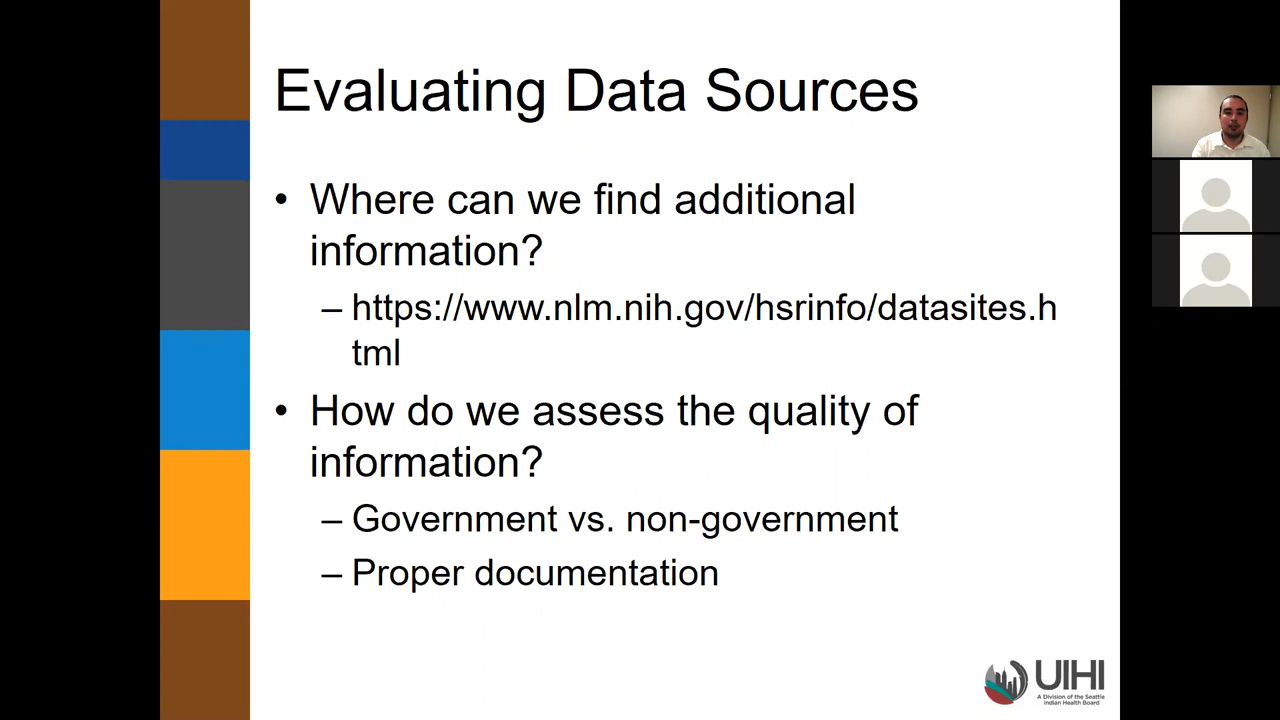 Evaluating Data Sources
• Where can we find additional
information?
– https://www.nlm.nih.gov/hsrinfo/datasites.h
tml
• How do we assess the quality of
information?
– Government vs. non-government
– Proper documentation
UIHI
A Division of the Seattle
Indian Health Board